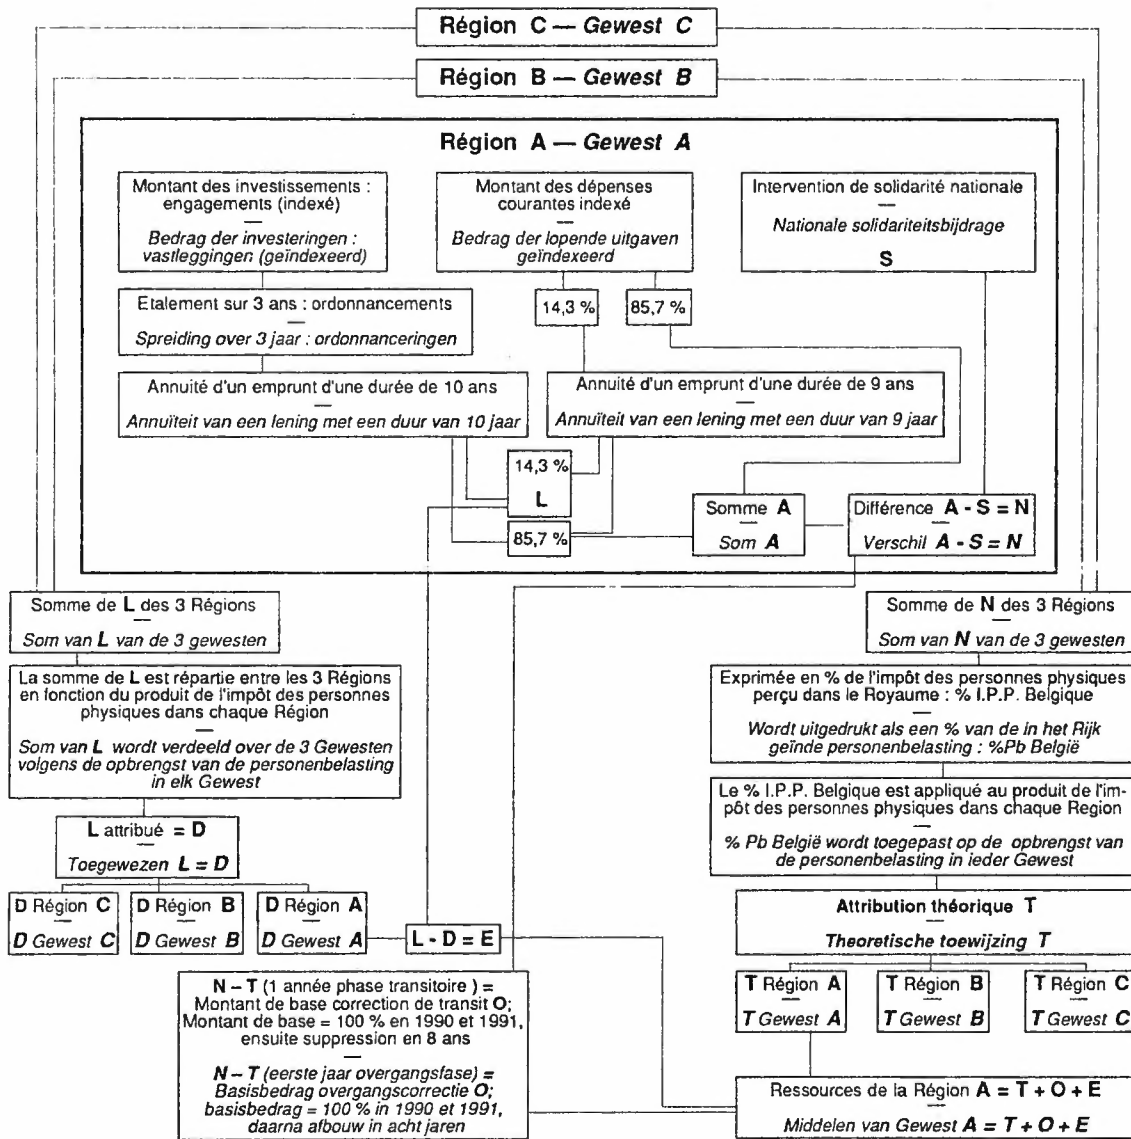 Région C — Gewest C
Région B — Gewest B
Région A — Gewest A
Montant des investissements :
engagements (indexé)
—
Bedrag der investeringen :
vastleggingen (geïndexeerd)
Montant des dépenses
courantes indexé
—
Bedrag der lopende uitgaven
geïndexeerd
Intervention de solidarité nationale
—
Nationale solidariteitsbijdrage
S
Etalement sur 3 ans : ordonnancements
—
Spreiding over 3 jaar : ordonnanceringen
14,3 %
85,7 %
Annuité d'un emprunt d'une durée de 10 ans
—
Annuïteit van een lening met een duur van 10 jaar
Annuité d'un emprunt d'une durée de 9 ans
—
Annuïteit van een lening met een duur van 9 jaar
14,3 %
L
85,7 %
Somme A
—
Som A
Différence A - S = N
—
Verschil A - S = N
Somme de L des 3 Régions
—
Som van L van de 3 gewesten
Somme de N des 3 Régions
—
Som van N van de 3 gewesten
La somme de L est répartie entre les 3 Régions
en fonction du produit de l'impôt des personnes
physiques dans chaque Région
—
Som van L wordt verdeeld over de 3 Gewesten
volgens de opbrengst van de personenbelasting
in elk Gewest
Exprimée en % de l'impôt des personnes physiques
perçu dans le Royaume : % I.P.P. Belgique
—
Wordt uitgedrukt als een % van de in het Rijk
geïnde personenbelasting : %Pb België
Le % I.P.P. Belgique est appliqué au produit de l'im-
pôt des personnes physiques dans chaque Region
—
% Pb België wordt toegepast op de opbrengst van
de personenbelasting in ieder Gewest
L attribué = D
—
Toegewezen L = D
D Région C
—
D Gewest C
D Région B
—
D Gewest B
D Région A
—
D Gewest A
L - D = E
Attribution théorique T
—
Theoretische toewijzing T
T Région A
—
T Gewest A
T Région B
—
T Gewest B
T Région C
—
T Gewest C
N – T (1 année phase transitoire ) =
Montant de base correction de transit O;
Montant de base = 100 % en 1990 et 1991,
ensuite suppression en 8 ans
—
N – T (eerste jaar overgangsfase) =
Basisbedrag overgangscorrectie O;
basisbedrag = 100 % in 1990 et 1991,
daarna afbouw in acht jaren
Ressources de la Région A = T + O + E
—
Middelen van Gewest A = T + O + E